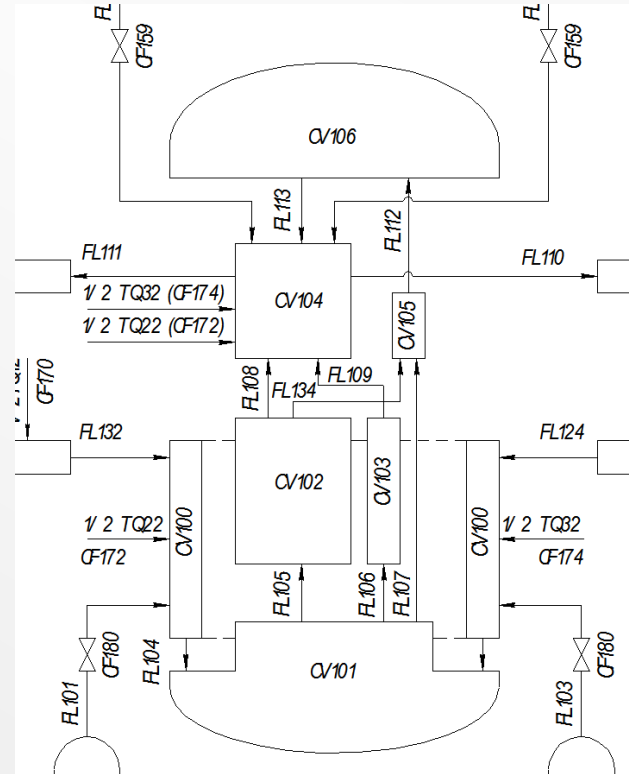 FL
CF159
FL
CF159
CV106
FL113
FL112
FL111
FL110
1/2 TQ32 (CF174)
1/2 TQ22 (CF172)
CV104
CV105
CF170
FL108
FL134
FL109
FL132
FL124
CV100
CV102
CV103
CV100
1/2 TQ22
CF172
1/2 TQ32
CF174
FL105
FL106
FL107
FL104
CF180
CV101
CF180
FL101
FL103